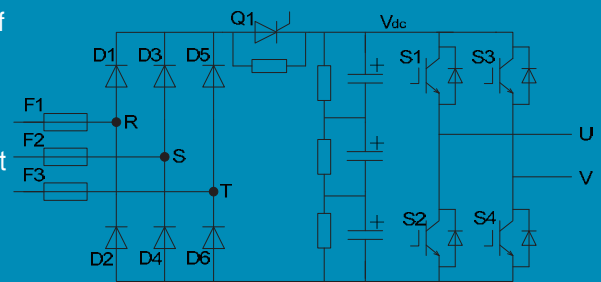 f
Q1
Vdc
D1 D3 D5
S1 S3
F1
R
F2
S
U
t
F3
T
V
S2 S4
D2 D4 D6
+
+
+